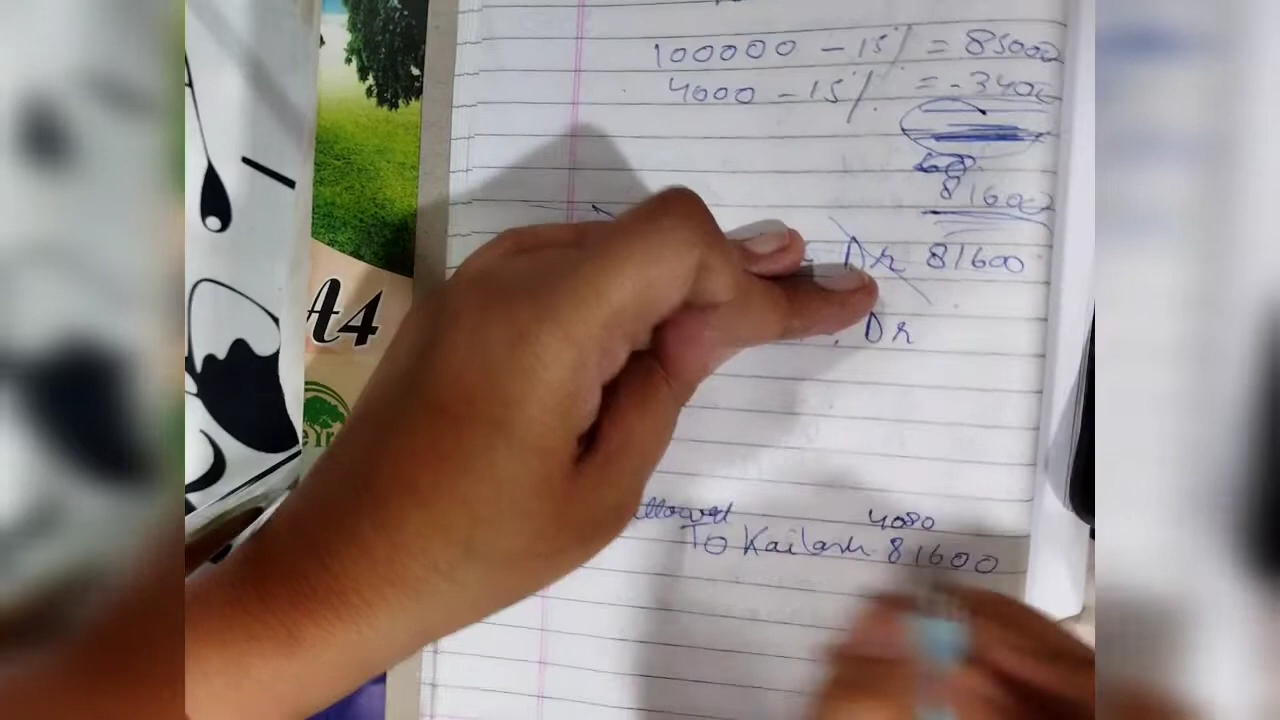 100000 - 15% = 85000
4000 - 15% = - 3400
81600
Dr 81600
Dr
A4
allowed 4080
To Kailash 81600